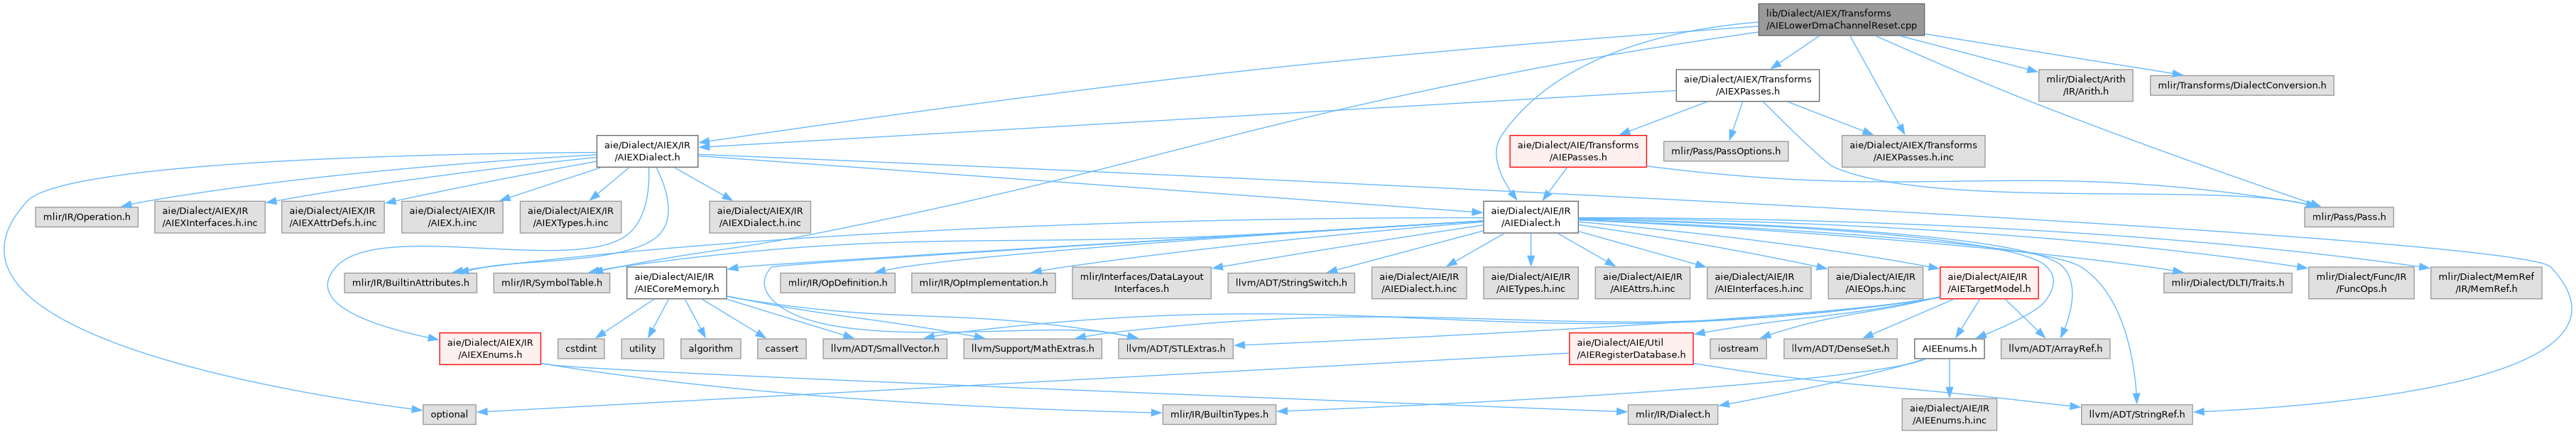 lib/Dialect/AIEX/Transforms
/AIELowerDmaChannelReset.cpp
aie/Dialect/AIEX/Transforms
/AIEXPasses.h
mlir/Dialect/Arith
/IR/Arith.h
mlir/Transforms/DialectConversion.h
aie/Dialect/AIEX/IR
/AIEXDialect.h
aie/Dialect/AIE/Transforms
/AIEPasses.h
mlir/Pass/PassOptions.h
aie/Dialect/AIEX/Transforms
/AIEXPasses.h.inc
mlir/IR/Operation.h
aie/Dialect/AIEX/IR
/AIEXInterfaces.h.inc
aie/Dialect/AIEX/IR
/AIEXAttrDefs.h.inc
aie/Dialect/AIEX/IR
/AIEX.h.inc
aie/Dialect/AIEX/IR
/AIEXTypes.h.inc
aie/Dialect/AIEX/IR
/AIEXDialect.h.inc
aie/Dialect/AIE/IR
/AIEDialect.h
mlir/Pass/Pass.h
mlir/IR/BuiltinAttributes.h
mlir/IR/SymbolTable.h
aie/Dialect/AIE/IR
/AIECoreMemory.h
mlir/IR/OpDefinition.h
mlir/IR/OpImplementation.h
mlir/Interfaces/DataLayout
Interfaces.h
llvm/ADT/StringSwitch.h
aie/Dialect/AIE/IR
/AIEDialect.h.inc
aie/Dialect/AIE/IR
/AIETypes.h.inc
aie/Dialect/AIE/IR
/AIEAttrs.h.inc
aie/Dialect/AIE/IR
/AIEInterfaces.h.inc
aie/Dialect/AIE/IR
/AIEOps.h.inc
aie/Dialect/AIE/IR
/AIETargetModel.h
mlir/Dialect/DLTI/Traits.h
mlir/Dialect/Func/IR
/FuncOps.h
mlir/Dialect/MemRef
/IR/MemRef.h
aie/Dialect/AIEX/IR
/AIEXEnums.h
cstdint
utility
algorithm
cassert
llvm/ADT/SmallVector.h
llvm/Support/MathExtras.h
llvm/ADT/STLExtras.h
aie/Dialect/AIE/Util
/AIERegisterDatabase.h
iostream
llvm/ADT/DenseSet.h
AIEEnums.h
llvm/ADT/ArrayRef.h
optional
mlir/IR/BuiltinTypes.h
mlir/IR/Dialect.h
aie/Dialect/AIE/IR
/AIEEnums.h.inc
llvm/ADT/StringRef.h